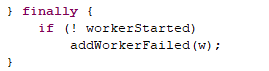 } finally {
    if (! workerStarted)
        addWorkerFailed(w);
}